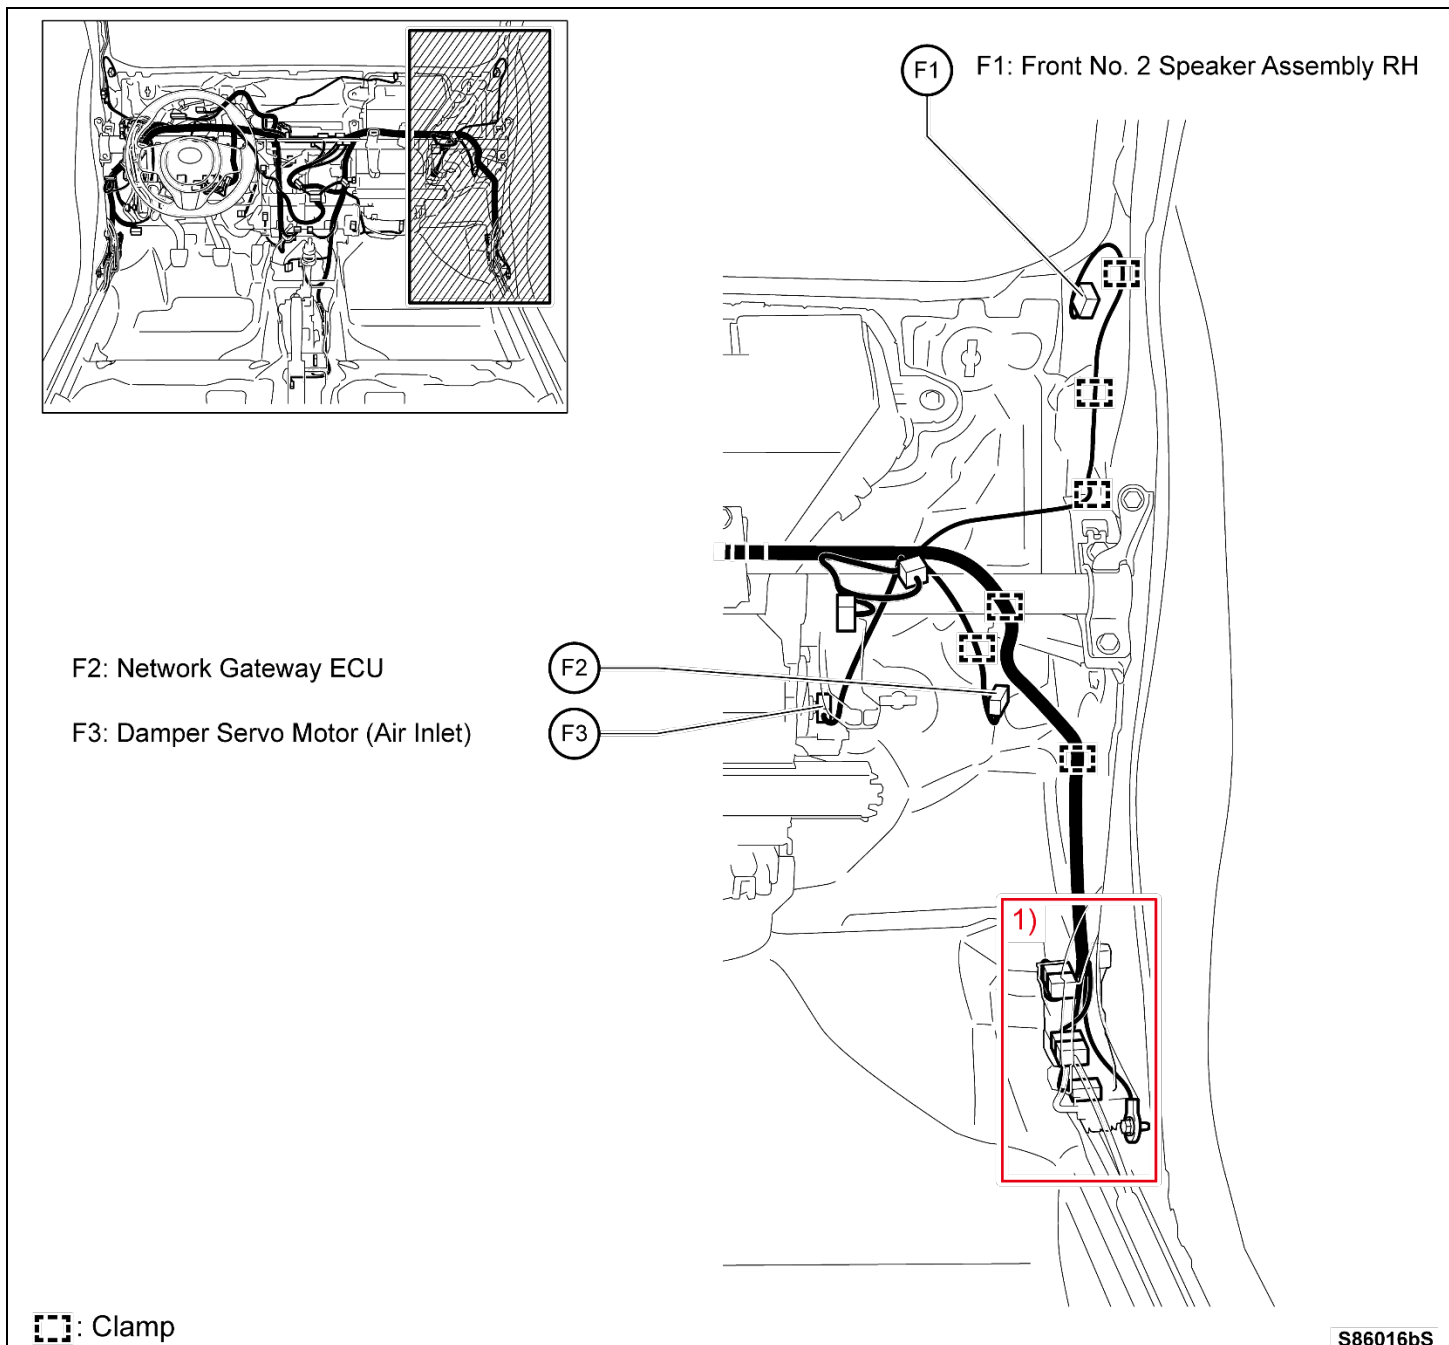 F1 F1: Front No. 2 Speaker Assembly RH
F2: Network Gateway ECU F2
F3: Damper Servo Motor (Air Inlet) F3
1)
: Clamp
S86016bS